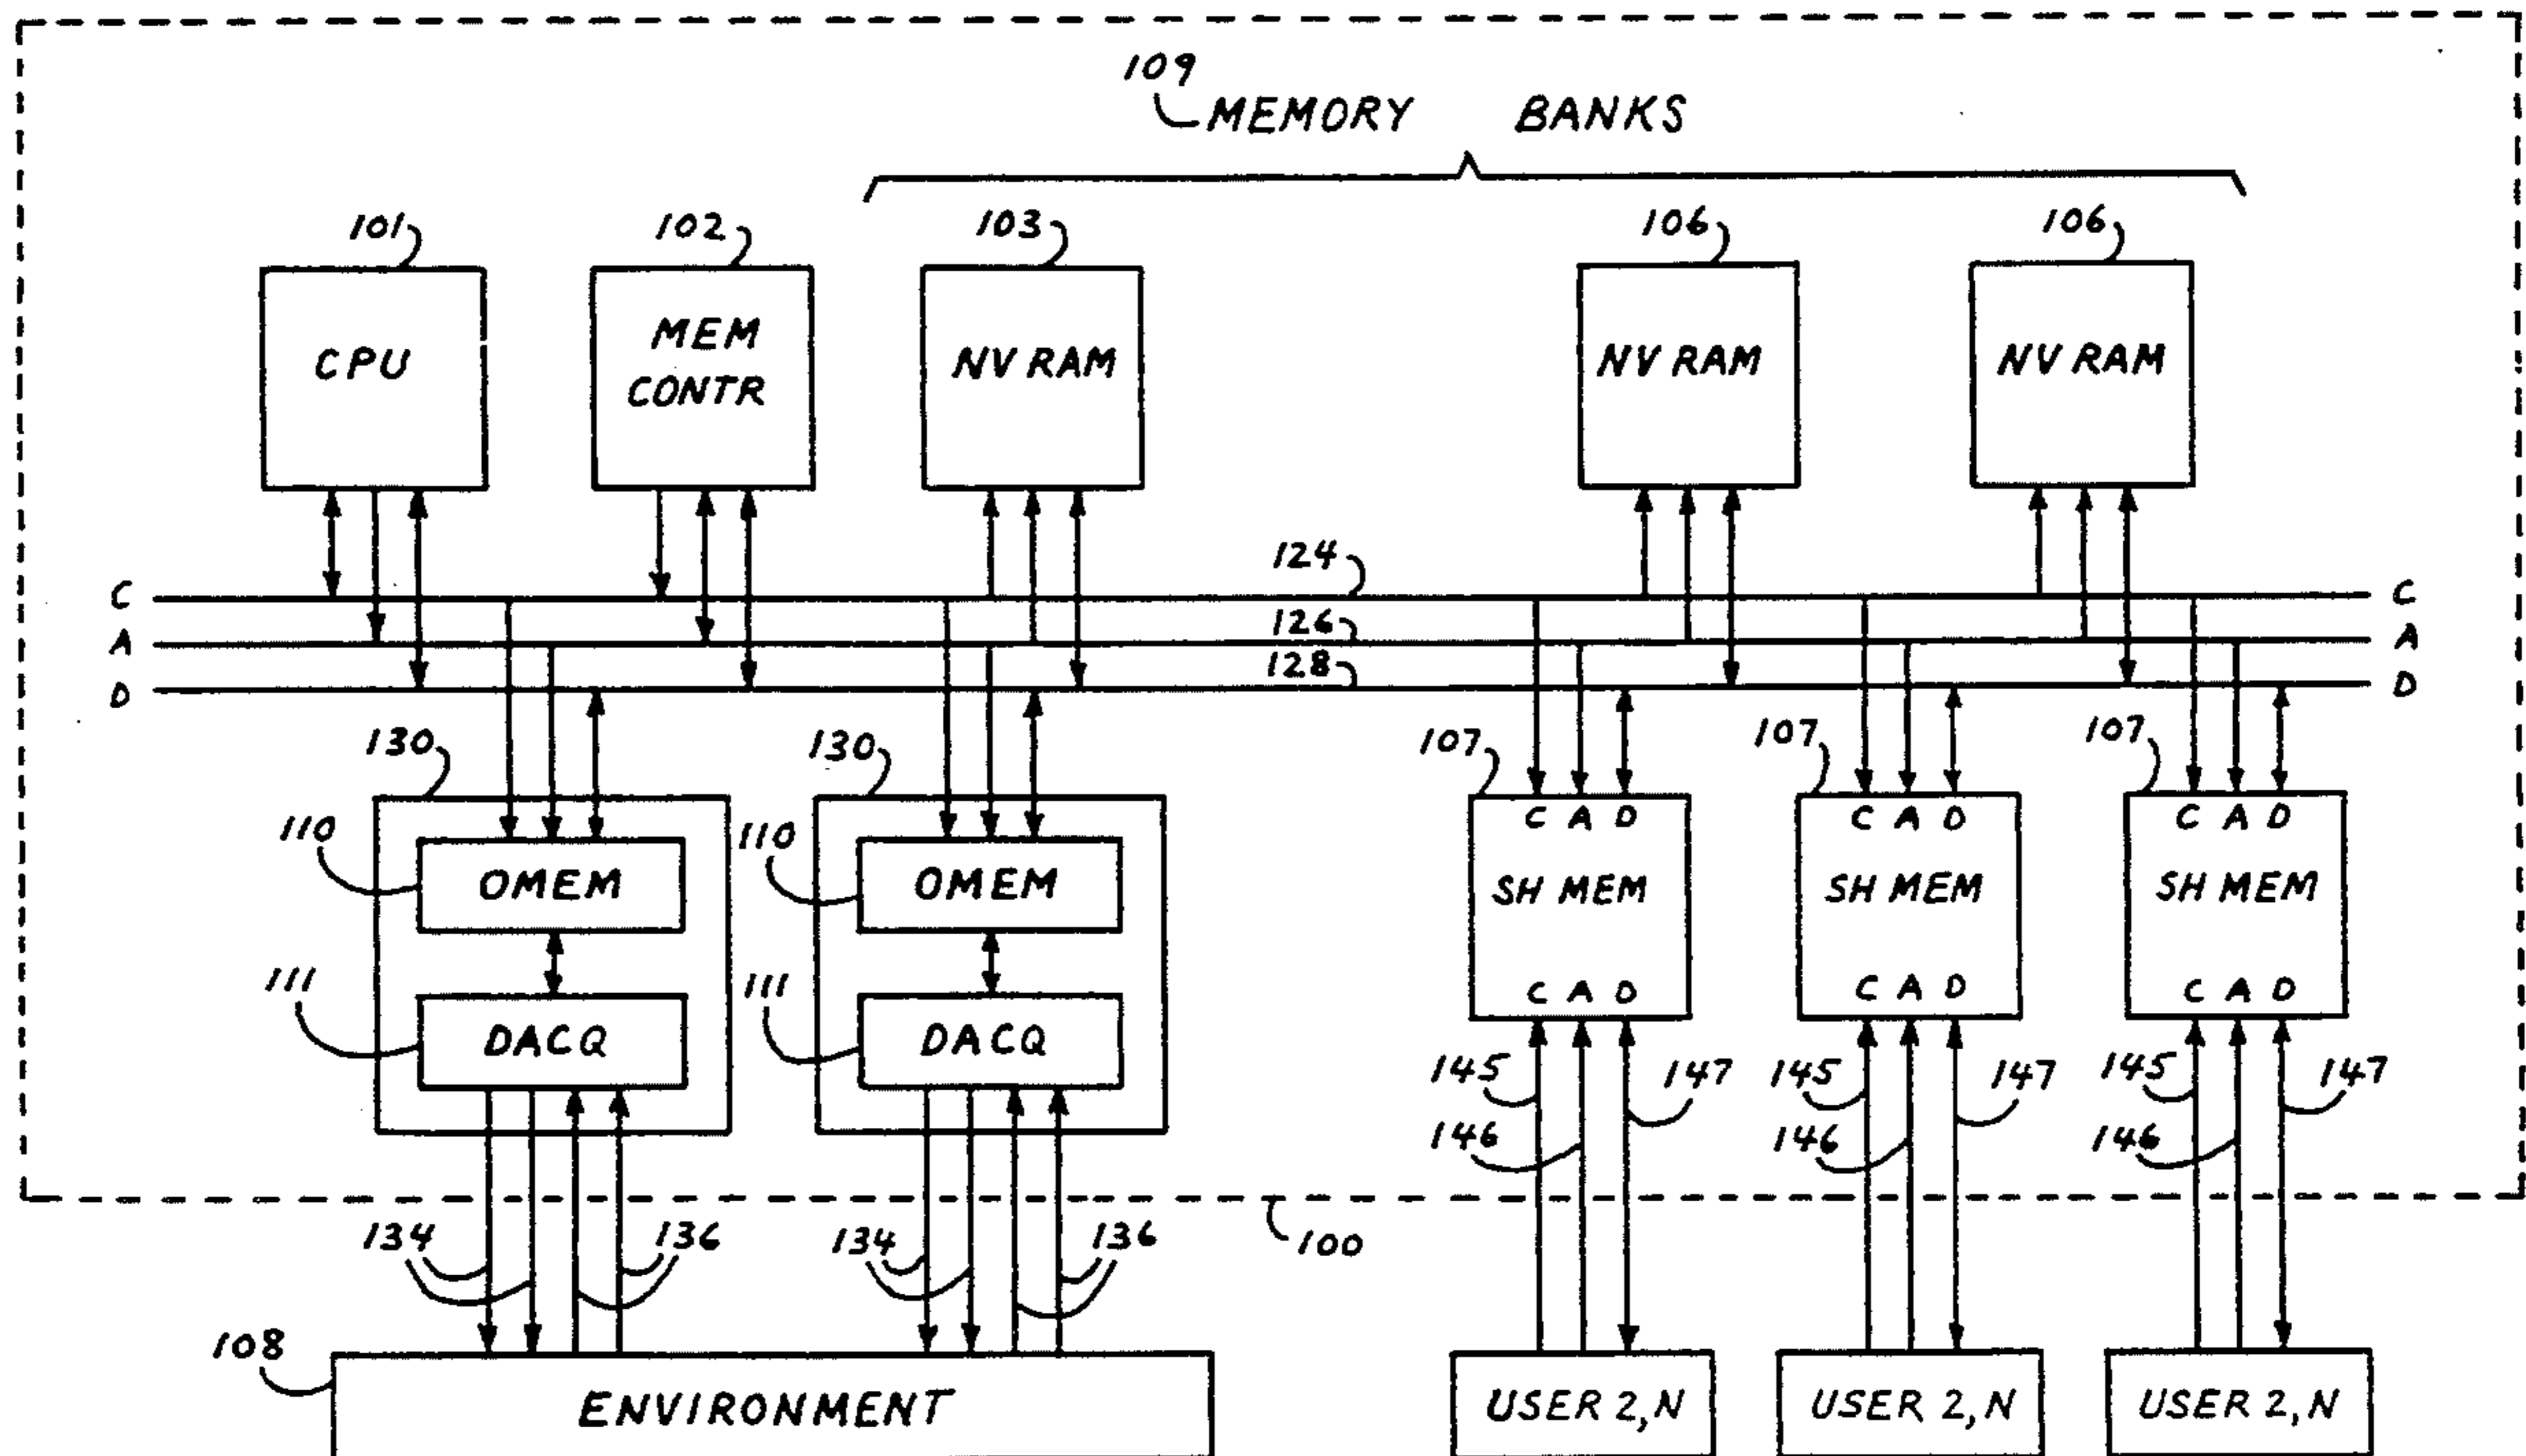 109
MEMORY BANKS
101 102 103 106 106
CPU MEM CONTR NV RAM NV RAM NV RAM
124
C C
126
A A
128
D D
130 130 107 107 107
C A D C A D C A D
110 OMEM 110 OMEM SH MEM SH MEM SH MEM
111 DACQ 111 DACQ C A D C A D C A D
145 147 145 147 145 147
146 146 146
134 136 134 136 100
108
ENVIRONMENT USER 2,N USER 2,N USER 2,N